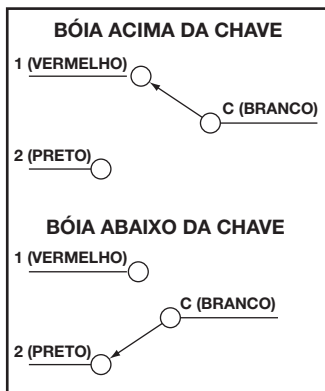 BÓIA ACIMA DA CHAVE
1 (VERMELHO)
C (BRANCO)
2 (PRETO)
BÓIA ABAIXO DA CHAVE
1 (VERMELHO)
C (BRANCO)
2 (PRETO)